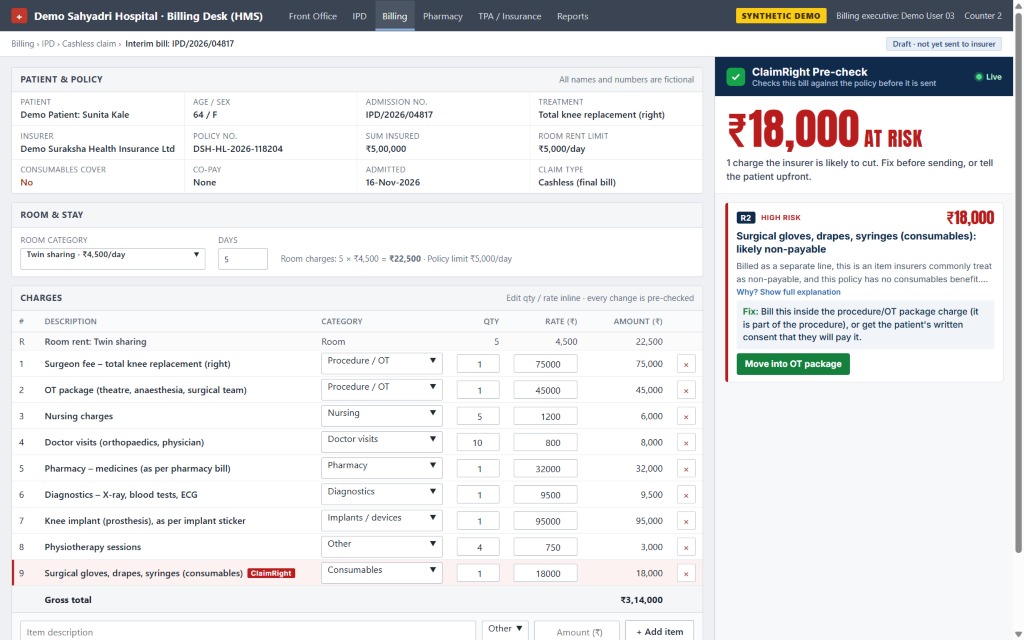 + Demo Sahyadri Hospital · Billing Desk (HMS) Front Office IPD Billing Pharmacy TPA / Insurance Reports SYNTHETIC DEMO Billing executive: Demo User 03 Counter 2
Billing › IPD › Cashless claim › Interim bill: IPD/2026/04817 Draft - not yet sent to insurer
PATIENT & POLICY All names and numbers are fictional
PATIENT AGE / SEX ADMISSION NO. TREATMENT
Demo Patient: Sunita Kale 64 / F IPD/2026/04817 Total knee replacement (right)
INSURER POLICY NO. SUM INSURED ROOM RENT LIMIT
Demo Suraksha Health Insurance Ltd DSH-HL-2026-118204 ₹5,00,000 ₹5,000/day
CONSUMABLES COVER CO-PAY ADMITTED CLAIM TYPE
No None 16-Nov-2026 Cashless (final bill)
ROOM & STAY
ROOM CATEGORY DAYS
Twin sharing · ₹4,500/day ▼ 5 Room charges: 5 × ₹4,500 = ₹22,500 · Policy limit ₹5,000/day
CHARGES Edit qty / rate inline · every change is pre-checked
# DESCRIPTION CATEGORY QTY RATE (₹) AMOUNT (₹)
R Room rent: Twin sharing Room 5 4,500 22,500
1 Surgeon fee – total knee replacement (right) Procedure / OT ▼ 1 75000 75,000 ×
2 OT package (theatre, anaesthesia, surgical team) Procedure / OT ▼ 1 45000 45,000 ×
3 Nursing charges Nursing ▼ 5 1200 6,000 ×
4 Doctor visits (orthopaedics, physician) Doctor visits ▼ 10 800 8,000 ×
5 Pharmacy – medicines (as per pharmacy bill) Pharmacy ▼ 1 32000 32,000 ×
6 Diagnostics – X-ray, blood tests, ECG Diagnostics ▼ 1 9500 9,500 ×
7 Knee implant (prosthesis), as per implant sticker Implants / devices ▼ 1 95000 95,000 ×
8 Physiotherapy sessions Other ▼ 4 750 3,000 ×
9 Surgical gloves, drapes, syringes (consumables) ClaimRight Consumables ▼ 1 18000 18,000 ×
Gross total ₹3,14,000
Item description Other ▼ Amount (₹) + Add item
ClaimRight Pre-check
Checks this bill against the policy before it is sent
Live
₹18,000 AT RISK
1 charge the insurer is likely to cut. Fix before sending, or tell
the patient upfront.
R2 HIGH RISK ₹18,000
Surgical gloves, drapes, syringes (consumables):
likely non-payable
Billed as a separate line, this is an item insurers commonly treat
as non-payable, and this policy has no consumables benefit....
Why? Show full explanation
Fix: Bill this inside the procedure/OT package charge (it
is part of the procedure), or get the patient's written
consent that they will pay it.
Move into OT package